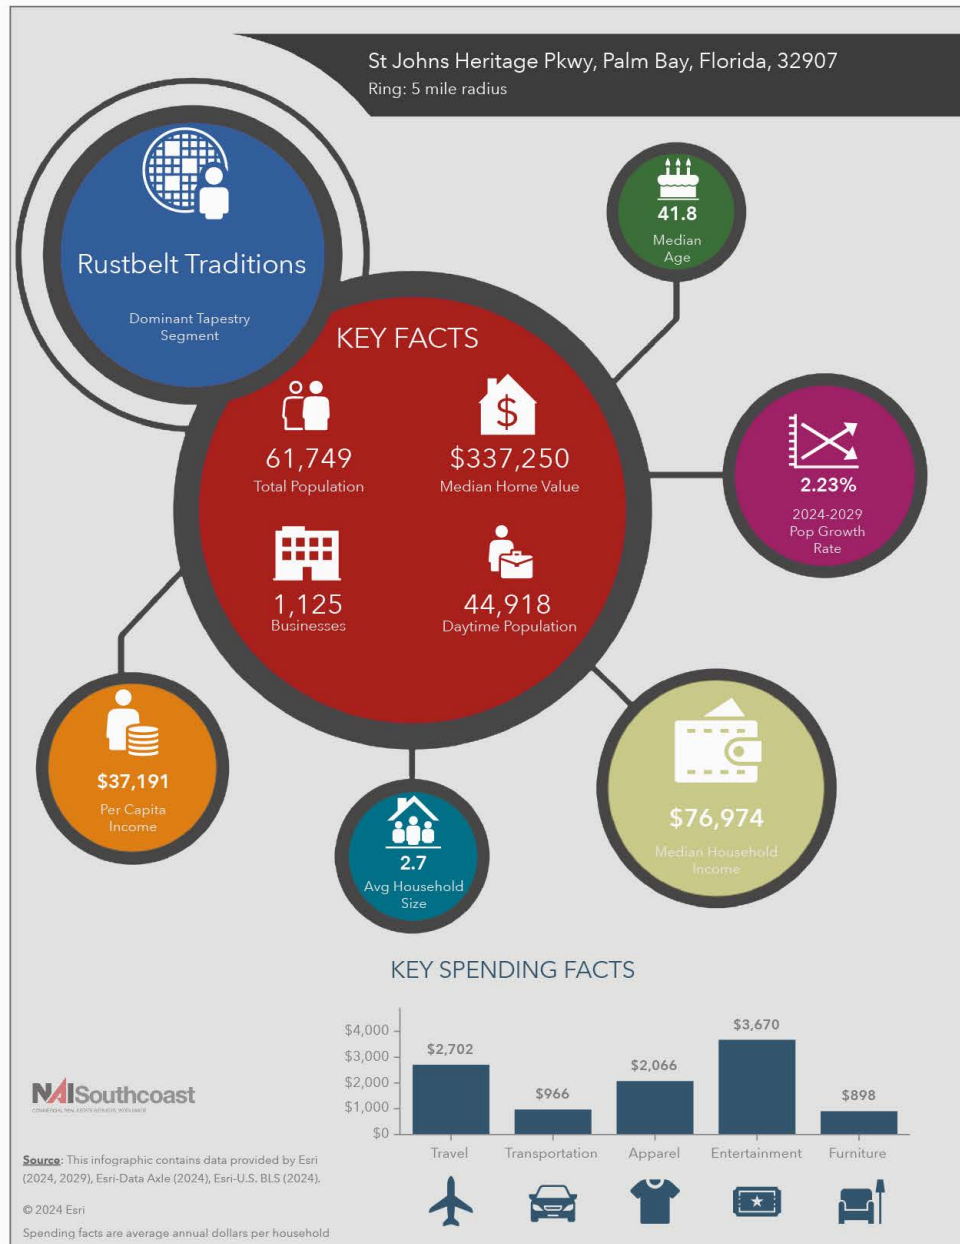 St Johns Heritage Pkwy, Palm Bay, Florida, 32907
Ring: 5 mile radius
Rustbelt Traditions
Dominant Tapestry
Segment
41.8
Median
Age
KEY FACTS
61,749
Total Population
$337,250
Median Home Value
$
1,125
Businesses
44,918
Daytime Population
2.23%
2024-2029
Pop Growth
Rate
$37,191
Per Capita
Income
2.7
Avg Household
Size
$76,974
Median Household
Income
KEY SPENDING FACTS
$4,000
$3,000
$2,000
$1,000
$0
$2,702
$966
$2,066
$3,670
$898
Travel
Transportation
Apparel
Entertainment
Furniture
NAISouthcoast
COMMERCIAL REAL ESTATE SERVICES, WORLDWIDE
Source: This infographic contains data provided by Esri
(2024, 2029), Esri-Data Axle (2024), Esri-U.S. BLS (2024).
© 2024 Esri
Spending facts are average annual dollars per household